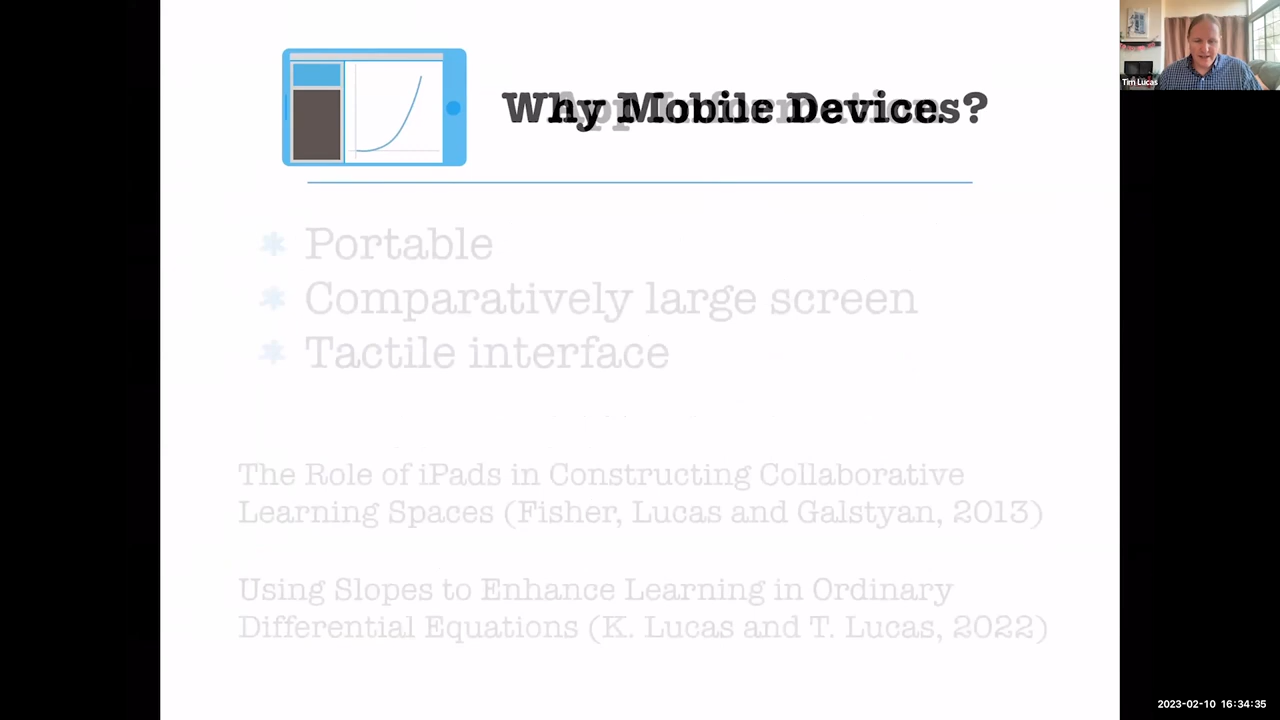 Why Mobile Devices?
* Portable
* Comparatively large screen
* Tactile interface
The Role of iPads in Constructing Collaborative
Learning Spaces (Fisher, Lucas and Galstyan, 2013)
Using Slopes to Enhance Learning in Ordinary
Differential Equations (K. Lucas and T. Lucas, 2022)
Tim Lucas
2023-02-10 16:34:35